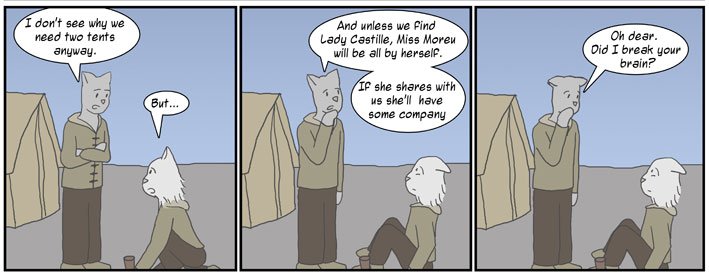 I don't see why we
need two tents
anyway.
But...
And unless we find
Lady Castille, Miss Moreu
will be all by herself.
If she shares with
us she'll have
some company
Oh dear.
Did I break your
brain?